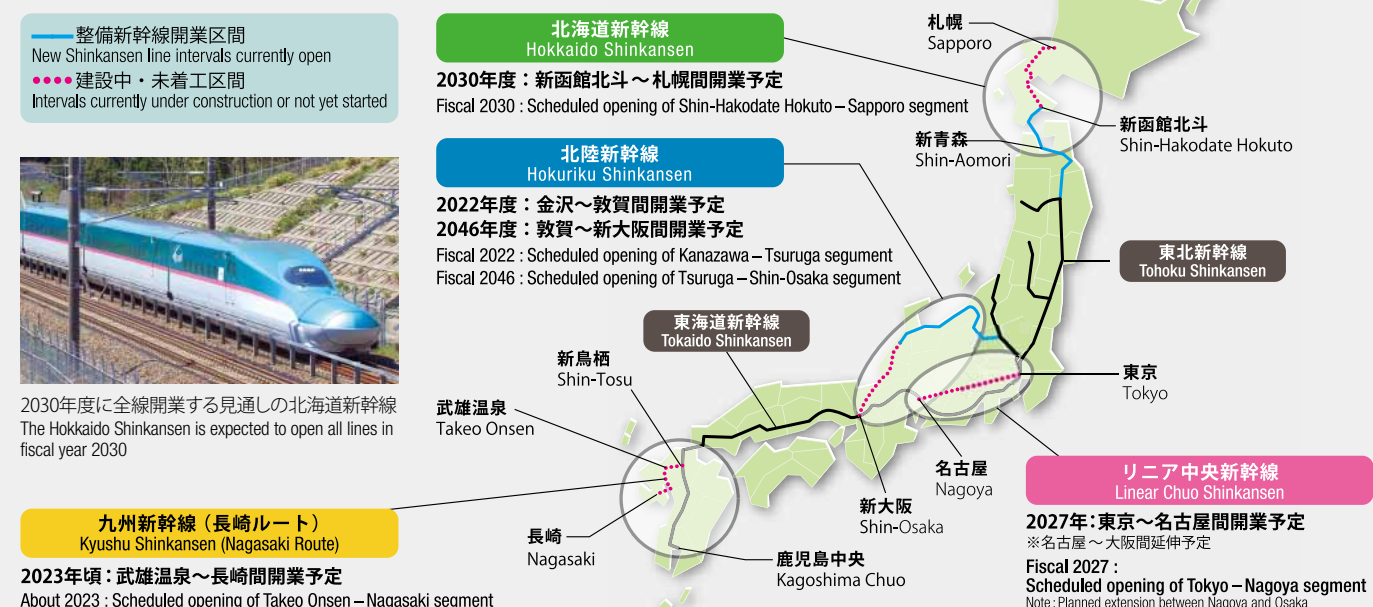 整備新幹線開業区間
New Shinkansen line intervals currently open
建設中・未着工区間
Intervals currently under construction or not yet started
北海道新幹線
Hokkaido Shinkansen
2030年度：新函館北斗～札幌間開業予定
Fiscal 2030 : Scheduled opening of Shin-Hakodate Hokuto – Sapporo segment
北陸新幹線
Hokuriku Shinkansen
2022年度：金沢～敦賀間開業予定
2046年度：敦賀～新大阪間開業予定
Fiscal 2022 : Scheduled opening of Kanazawa – Tsuruga segument
Fiscal 2046 : Scheduled opening of Tsuruga – Shin-Osaka segument
札幌
Sapporo
新函館北斗
Shin-Hakodate Hokuto
新青森
Shin-Aomori
東北新幹線
Tohoku Shinkansen
東海道新幹線
Tokaido Shinkansen
新鳥栖
Shin-Tosu
武雄温泉
Takeo Onsen
東京
Tokyo
名古屋
Nagoya
新大阪
Shin-Osaka
長崎
Nagasaki
鹿児島中央
Kagoshima Chuo
2030年度に全線開業する見通しの北海道新幹線
The Hokkaido Shinkansen is expected to open all lines in
fiscal year 2030
九州新幹線（長崎ルート）
Kyushu Shinkansen (Nagasaki Route)
2023年頃：武雄温泉～長崎間開業予定
About 2023 : Scheduled opening of Takeo Onsen – Nagasaki segment
リニア中央新幹線
Linear Chuo Shinkansen
2027年：東京～名古屋間開業予定
※名古屋～大阪間延伸予定
Fiscal 2027 :
Scheduled opening of Tokyo – Nagoya segment
Note : Planned extension between Nagoya and Osaka